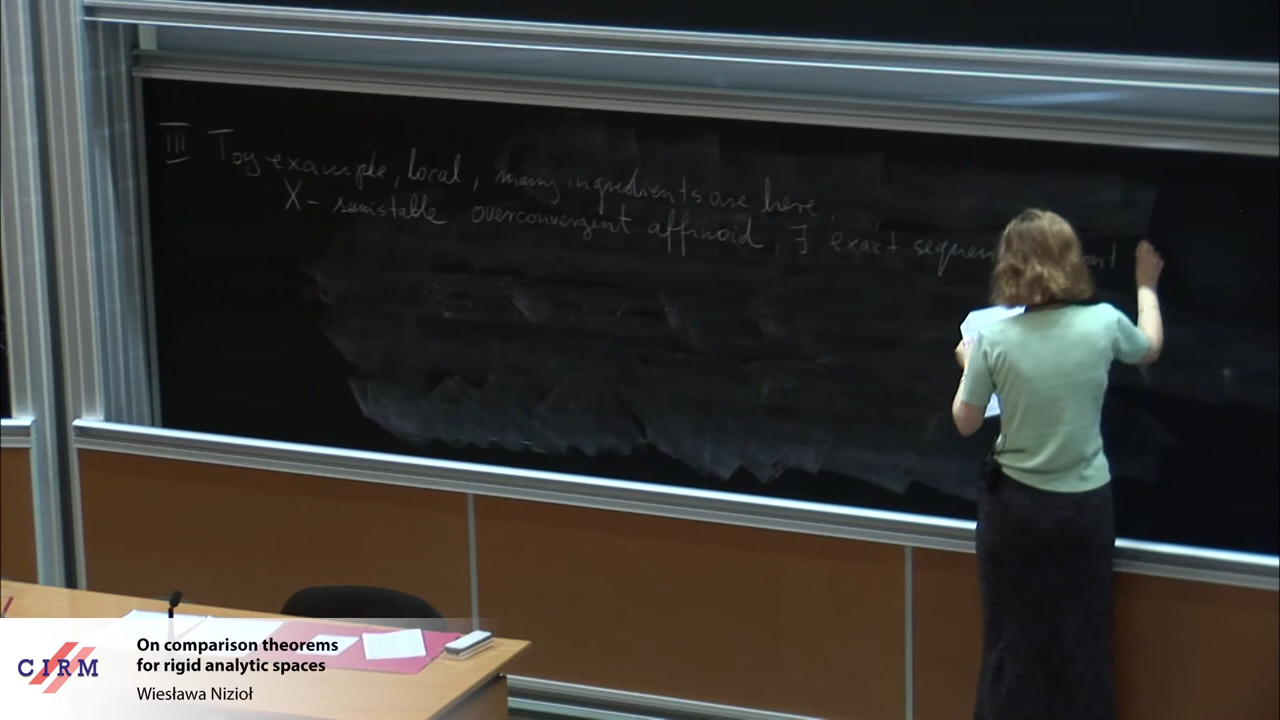 III Toy example, local, many ingredients are here:
X - semistable overconvergent affinoid, ∃ exact sequen
CIRM
On comparison theorems
for rigid analytic spaces
Wiesława Nizioł